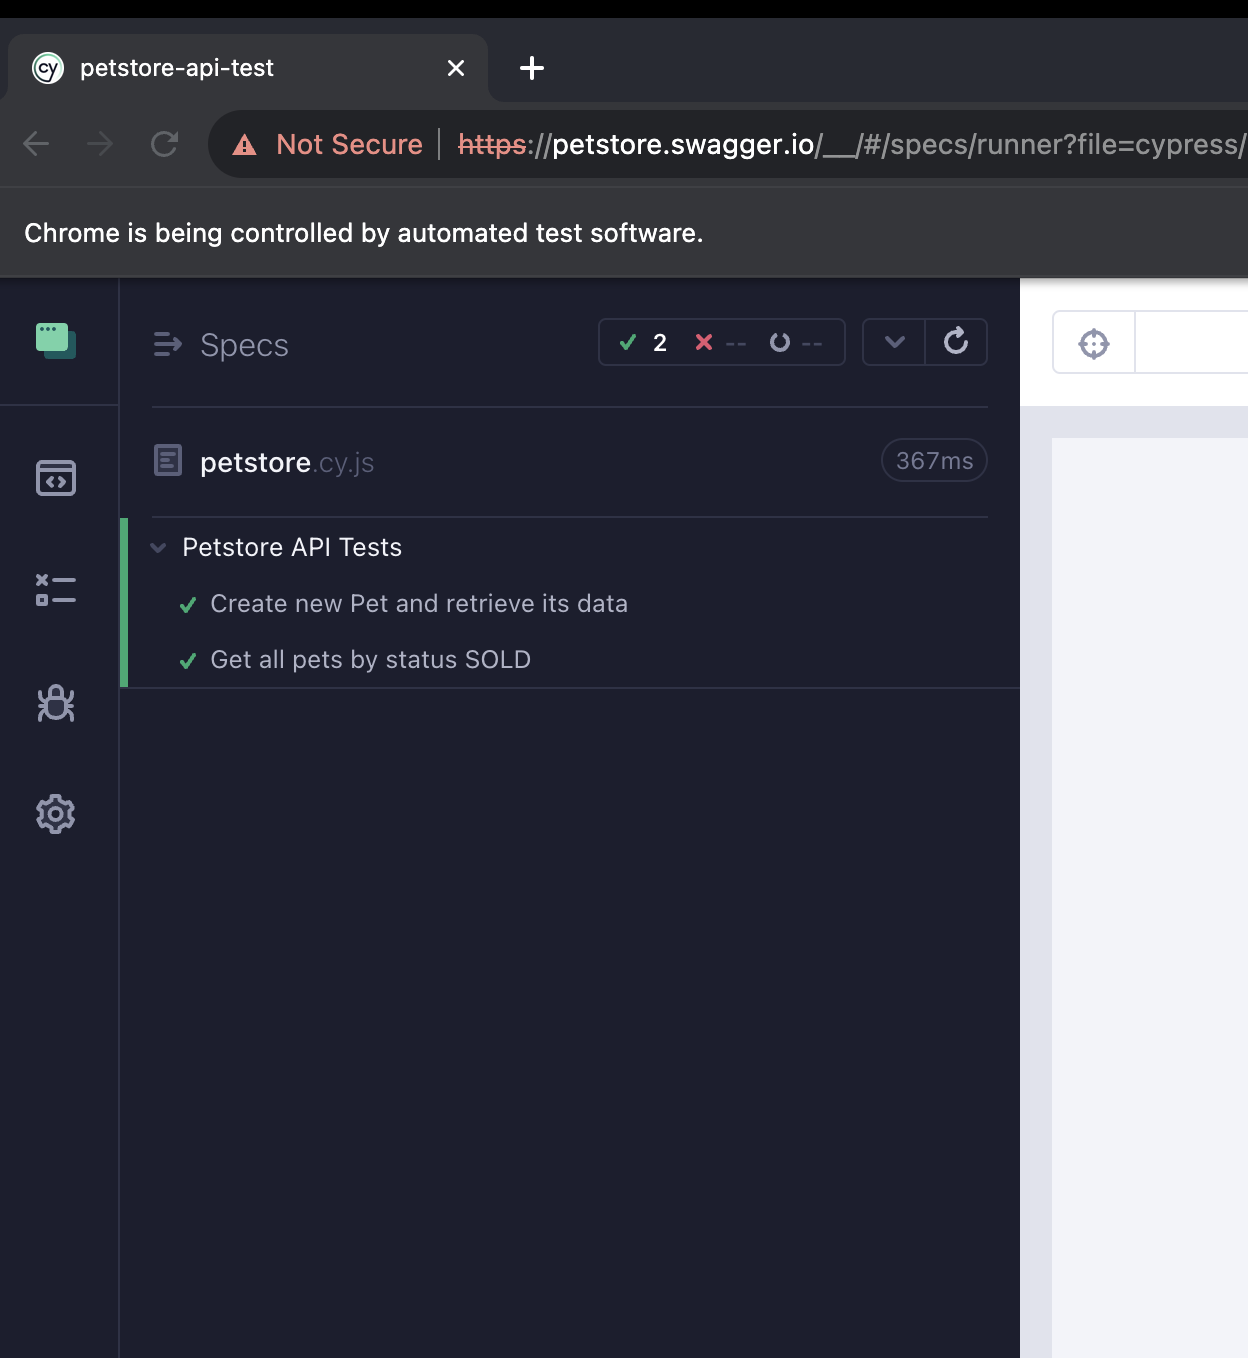 cy petstore-api-test
Not Secure https://petstore.swagger.io/__/#/specs/runner?file=cypress/
Chrome is being controlled by automated test software.
Specs 2 -- --
petstore.cy.js 367ms
Petstore API Tests
Create new Pet and retrieve its data
Get all pets by status SOLD